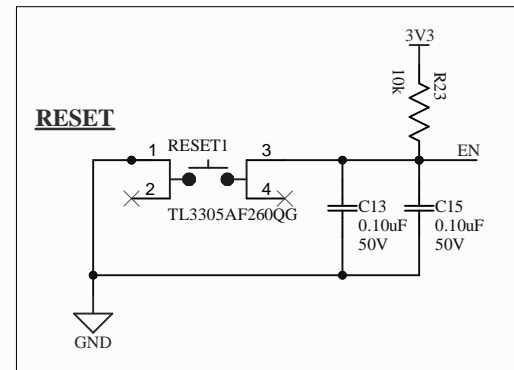 3V3
R23
10k
RESET
RESET1
1
2
3
4
EN
TL3305AF260QG
C13
0.10uF
50V
C15
0.10uF
50V
GND